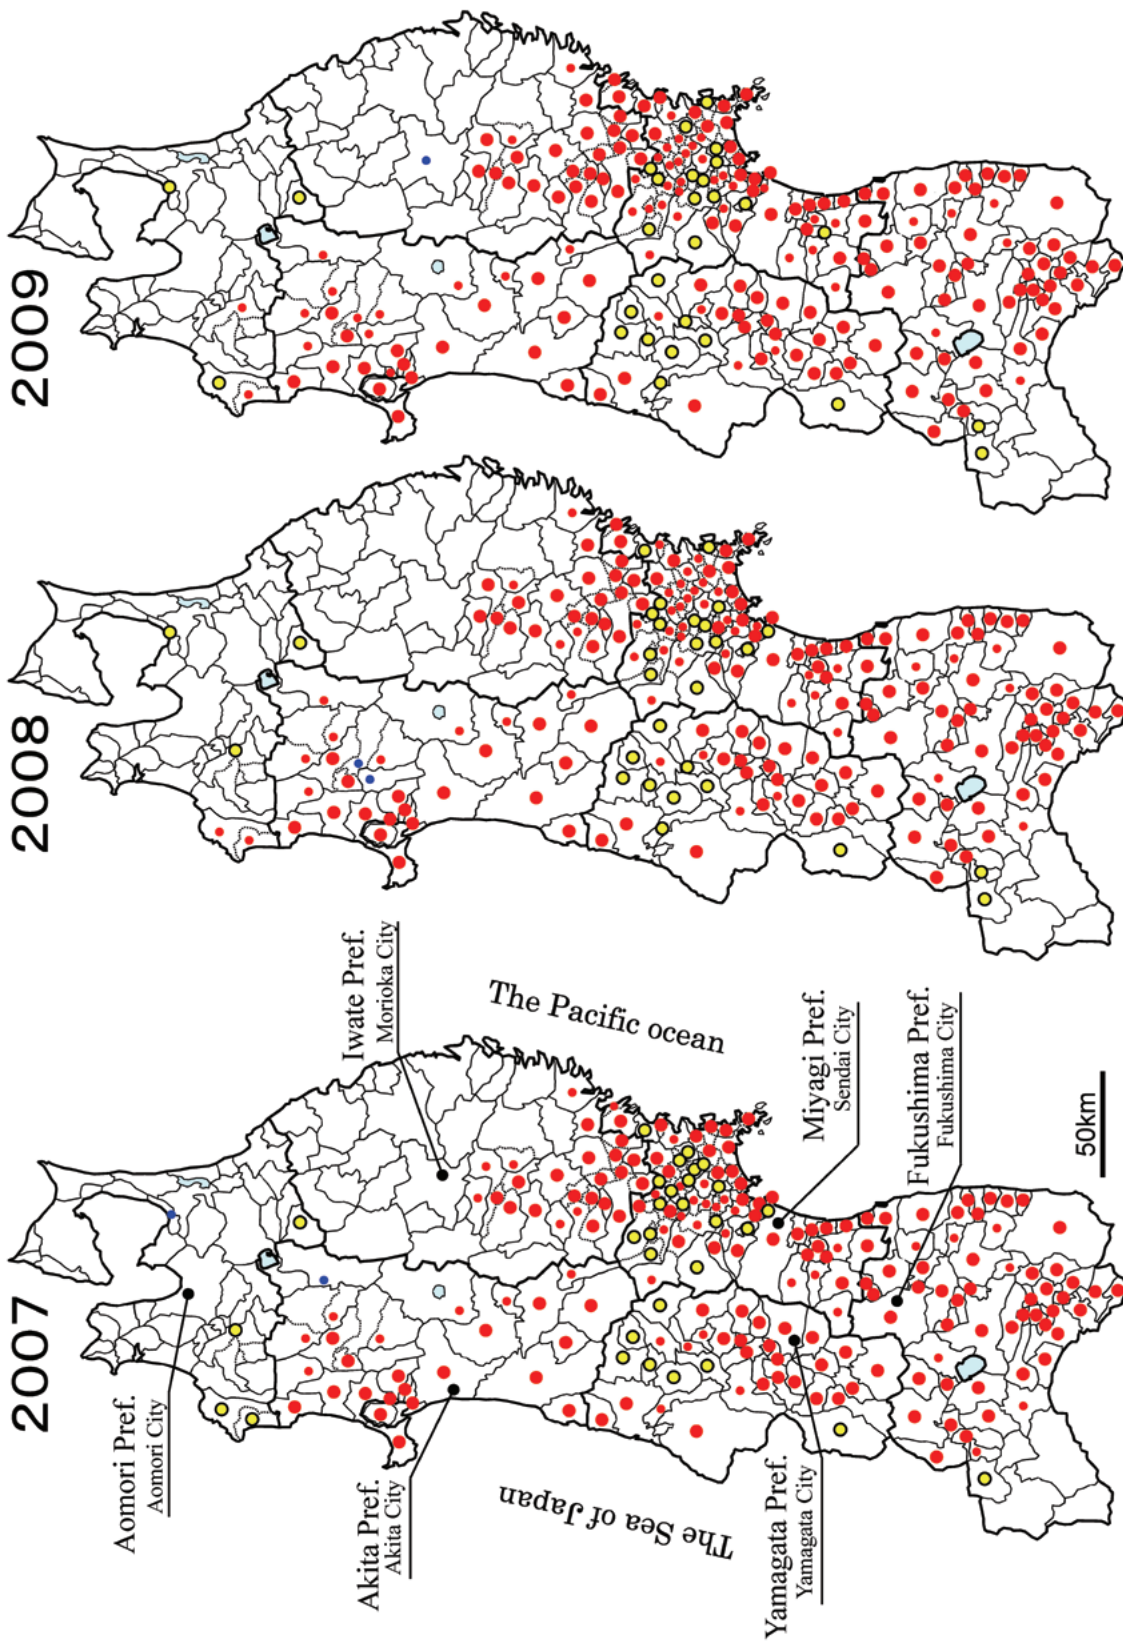 2007
2008
2009
Aomori Pref.
Aomori City
Akita Pref.
Akita City
Iwate Pref.
Morioka City
The Pacific ocean
The Sea of Japan
Yamagata Pref.
Yamagata City
Miyagi Pref.
Sendai City
Fukushima Pref.
Fukushima City
50km